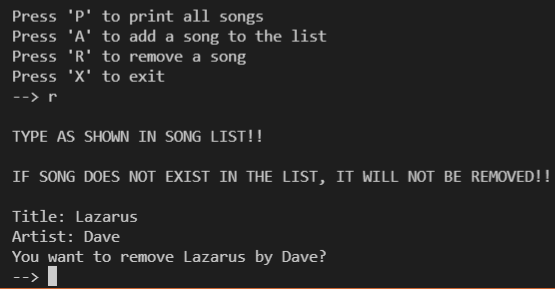 Press 'P' to print all songs
Press 'A' to add a song to the list
Press 'R' to remove a song
Press 'X' to exit
--> r
TYPE AS SHOWN IN SONG LIST!!
IF SONG DOES NOT EXIST IN THE LIST, IT WILL NOT BE REMOVED!!
Title: Lazarus
Artist: Dave
You want to remove Lazarus by Dave?
-->